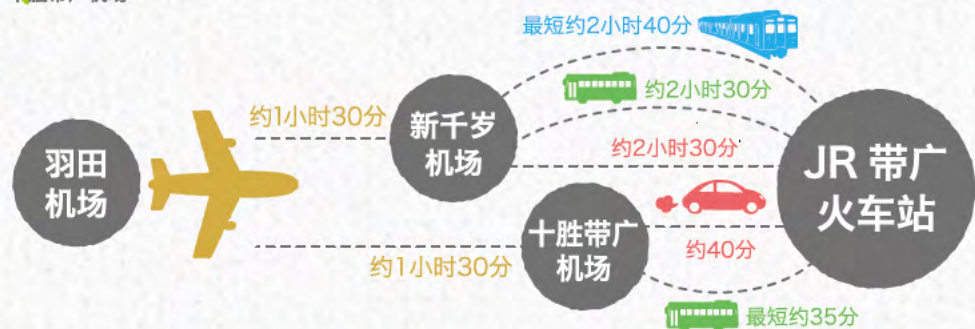 最短约2小时40分
约2小时30分
约1小时30分
新千岁
机场
约2小时30分
羽田
机场
JR 带广
火车站
十胜带广
机场
约40分
约1小时30分
最短约35分